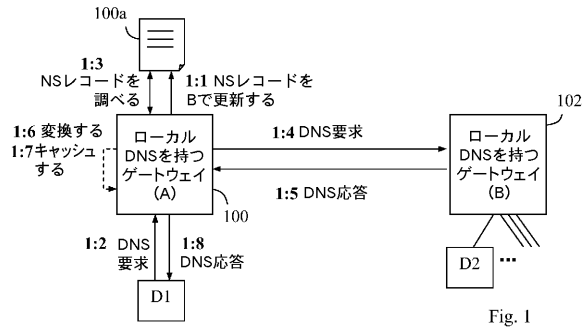 100a
1:3
NSレコードを
調べる
1:1 NSレコードを
Bで更新する
102
1:6 変換する
1:7キャッシュ
する
ローカル
DNSを持つ
ゲートウェイ
(A)
100
1:4 DNS要求
1:5 DNS応答
ローカル
DNSを持つ
ゲートウェイ
(B)
1:2 DNS
要求
1:8
DNS応答
D1
D2
Fig. 1